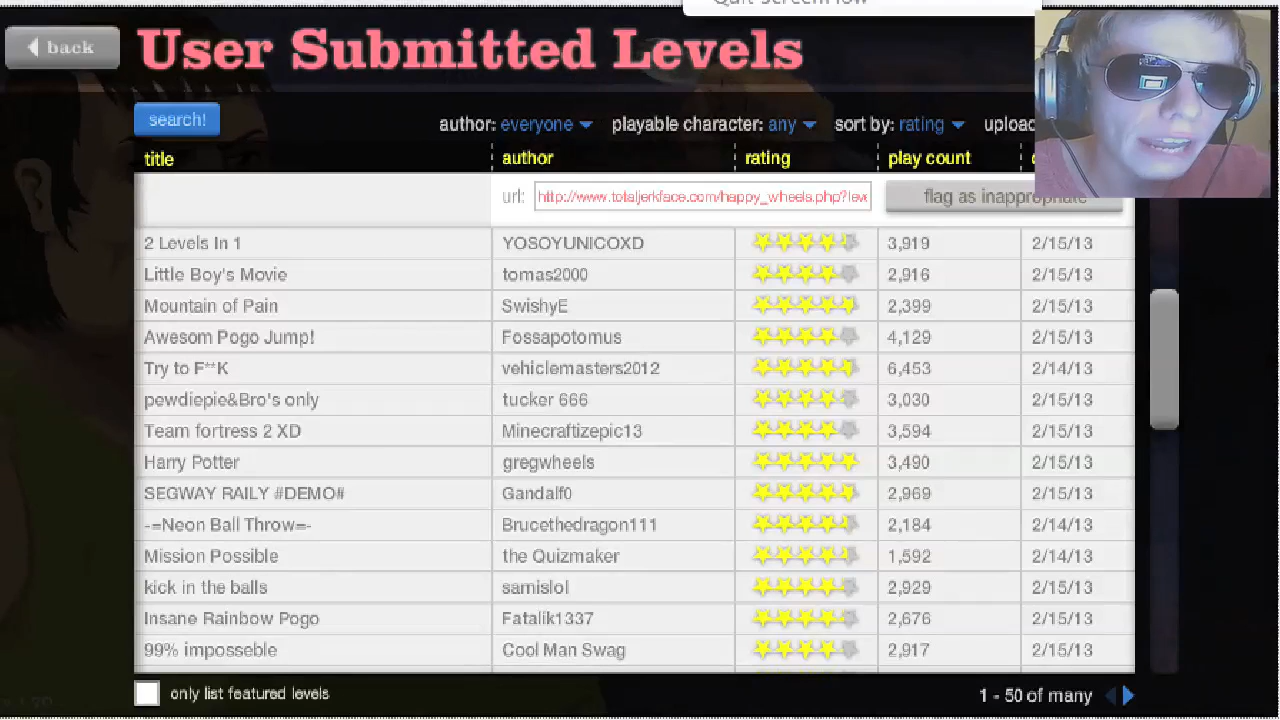 back
User Submitted Levels
search!
author: everyone playable character: any sort by: rating
title author rating play count
url: http://www.totaljerkface.com/happy_wheels.php?leve flag as inappropriate
2 Levels In 1 YOSOYUNICOXD 3,919 2/15/13
Little Boy's Movie tomas2000 2,916 2/15/13
Mountain of Pain SwishyE 2,399 2/15/13
Awesom Pogo Jump! Fossapotomus 4,129 2/15/13
Try to F**K vehiclemasters2012 6,453 2/14/13
pewdiepie&Bro's only tucker 666 3,030 2/15/13
Team fortress 2 XD Minecraftizepic13 3,594 2/15/13
Harry Potter gregwheels 3,490 2/15/13
SEGWAY RAILY #DEMO# Gandalf0 2,969 2/15/13
-=Neon Ball Throw=- Brucethedragon111 2,184 2/14/13
Mission Possible the Quizmaker 1,592 2/14/13
kick in the balls samislol 2,929 2/15/13
Insane Rainbow Pogo Fatalik1337 2,676 2/15/13
99% imposseble Cool Man Swag 2,917 2/15/13
only list featured levels 1 - 50 of many